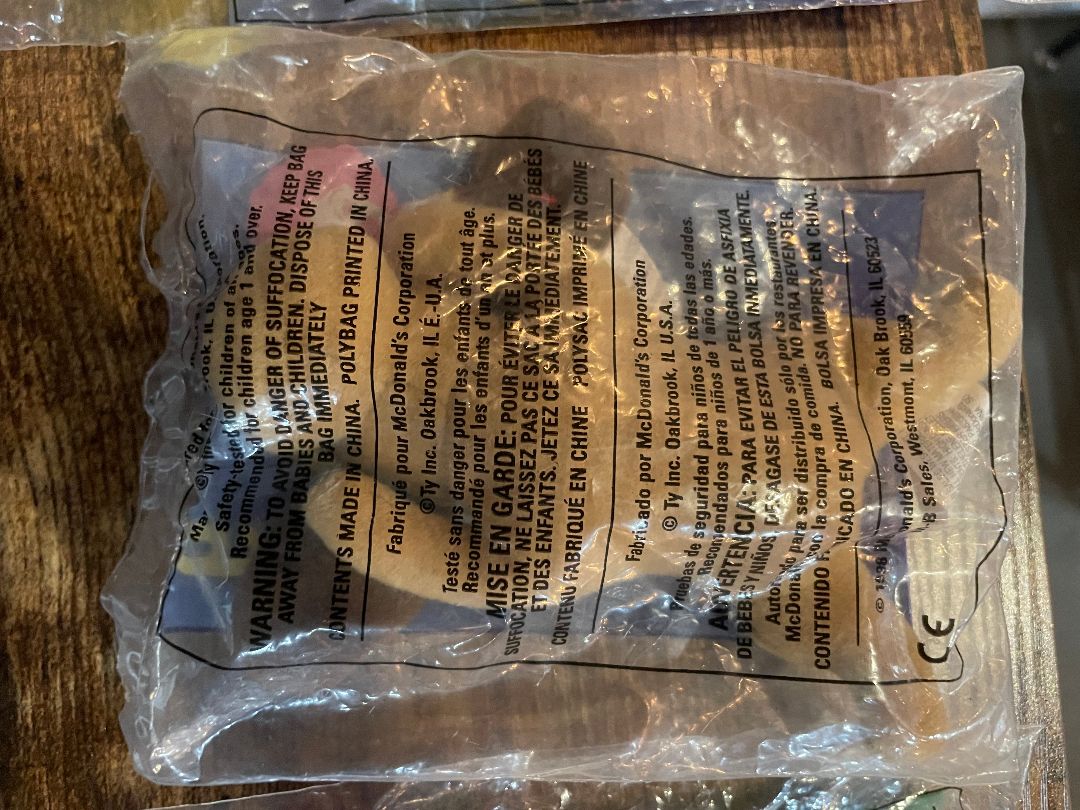 ©Ty Inc.
Safety-tested for children of all ages.
Recommended for children age 1 and over.
WARNING: TO AVOID DANGER OF SUFFOCATION, KEEP BAG
AWAY FROM BABIES AND CHILDREN. DISPOSE OF THIS
BAG IMMEDIATELY
CONTENTS MADE IN CHINA. POLYBAG PRINTED IN CHINA.
Fabriqué pour McDonald's Corporation
©Ty Inc. Oakbrook, IL É.-U.A.
Testé sans danger pour les enfants de tout âge.
Recommandé pour les enfants d'un an et plus.
MISE EN GARDE: POUR ÉVITER LE DANGER DE
SUFFOCATION, NE LAISSEZ PAS CE SAC À LA PORTÉE DES BÉBÉS
ET DES ENFANTS. JETEZ CE SAC IMMÉDIATEMENT.
CONTENU FABRIQUÉ EN CHINE POLYSAC IMPRIMÉ EN CHINE
Fabricado por McDonald's Corporation
© Ty Inc. Oakbrook, IL U.S.A.
Pruebas de seguridad para niños de todas las edades.
Recomendados para niños de 1 año o más.
ADVERTENCIA: PARA EVITAR EL PELIGRO DE ASFIXIA
DE BEBES Y NIÑOS DESAGASE DE ESTA BOLSA INMEDIATAMENTE.
para ser distribuido sólo por los restaurantes
McDonald's compra de comida. NO PARA REVENDER.
CONTENIDO FABRICADO EN CHINA. BOLSA IMPRESA EN CHINA.
© 1998 McDonald's Corporation, Oak Brook, IL 60523
Sales, Westmont, IL 60559
CE